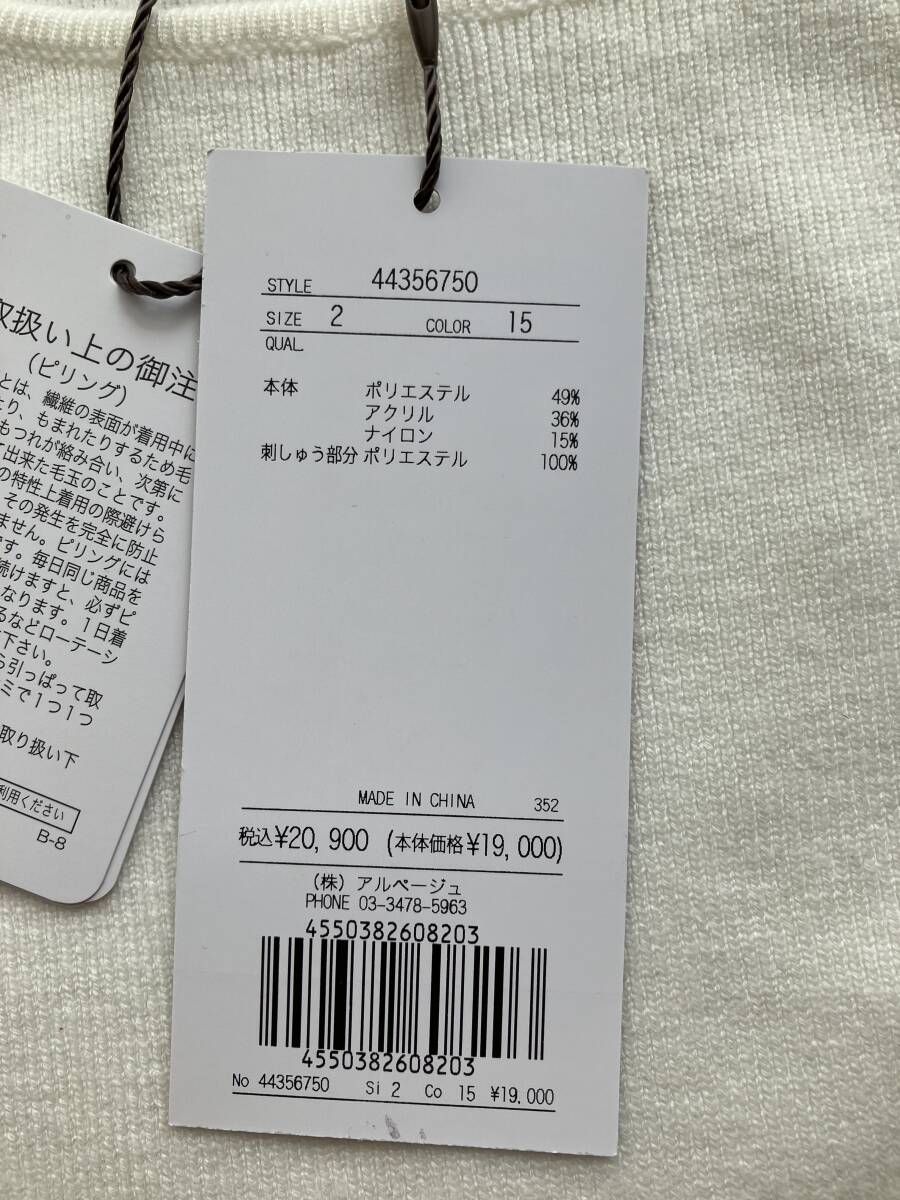 取扱い上の御注
(ピリング)
とは、繊維の表面が着用中に
たり、もまれたりするため毛
もつれが絡み合い、次第に
て出来た毛玉のことです。
の特性上着用の際避けら
その発生を完全に防止
ません。ピリングには
です。毎日同じ商品を
続けますと、必ずピ
なります。1日着
るなどローテーシ
下さい。
ら引っぱって取
ミで1つ1つ
取り扱い下
利用ください
B-8
STYLE 44356750
SIZE 2 COLOR 15
QUAL
本体 ポリエステル 49%
アクリル 36%
ナイロン 15%
刺しゅう部分 ポリエステル 100%
MADE IN CHINA 352
税込¥20,900 (本体価格¥19,000)
(株) アルページュ
PHONE 03-3478-5963
4550382608203
4550382608203
No 44356750 Si 2 Co 15 ¥19,000